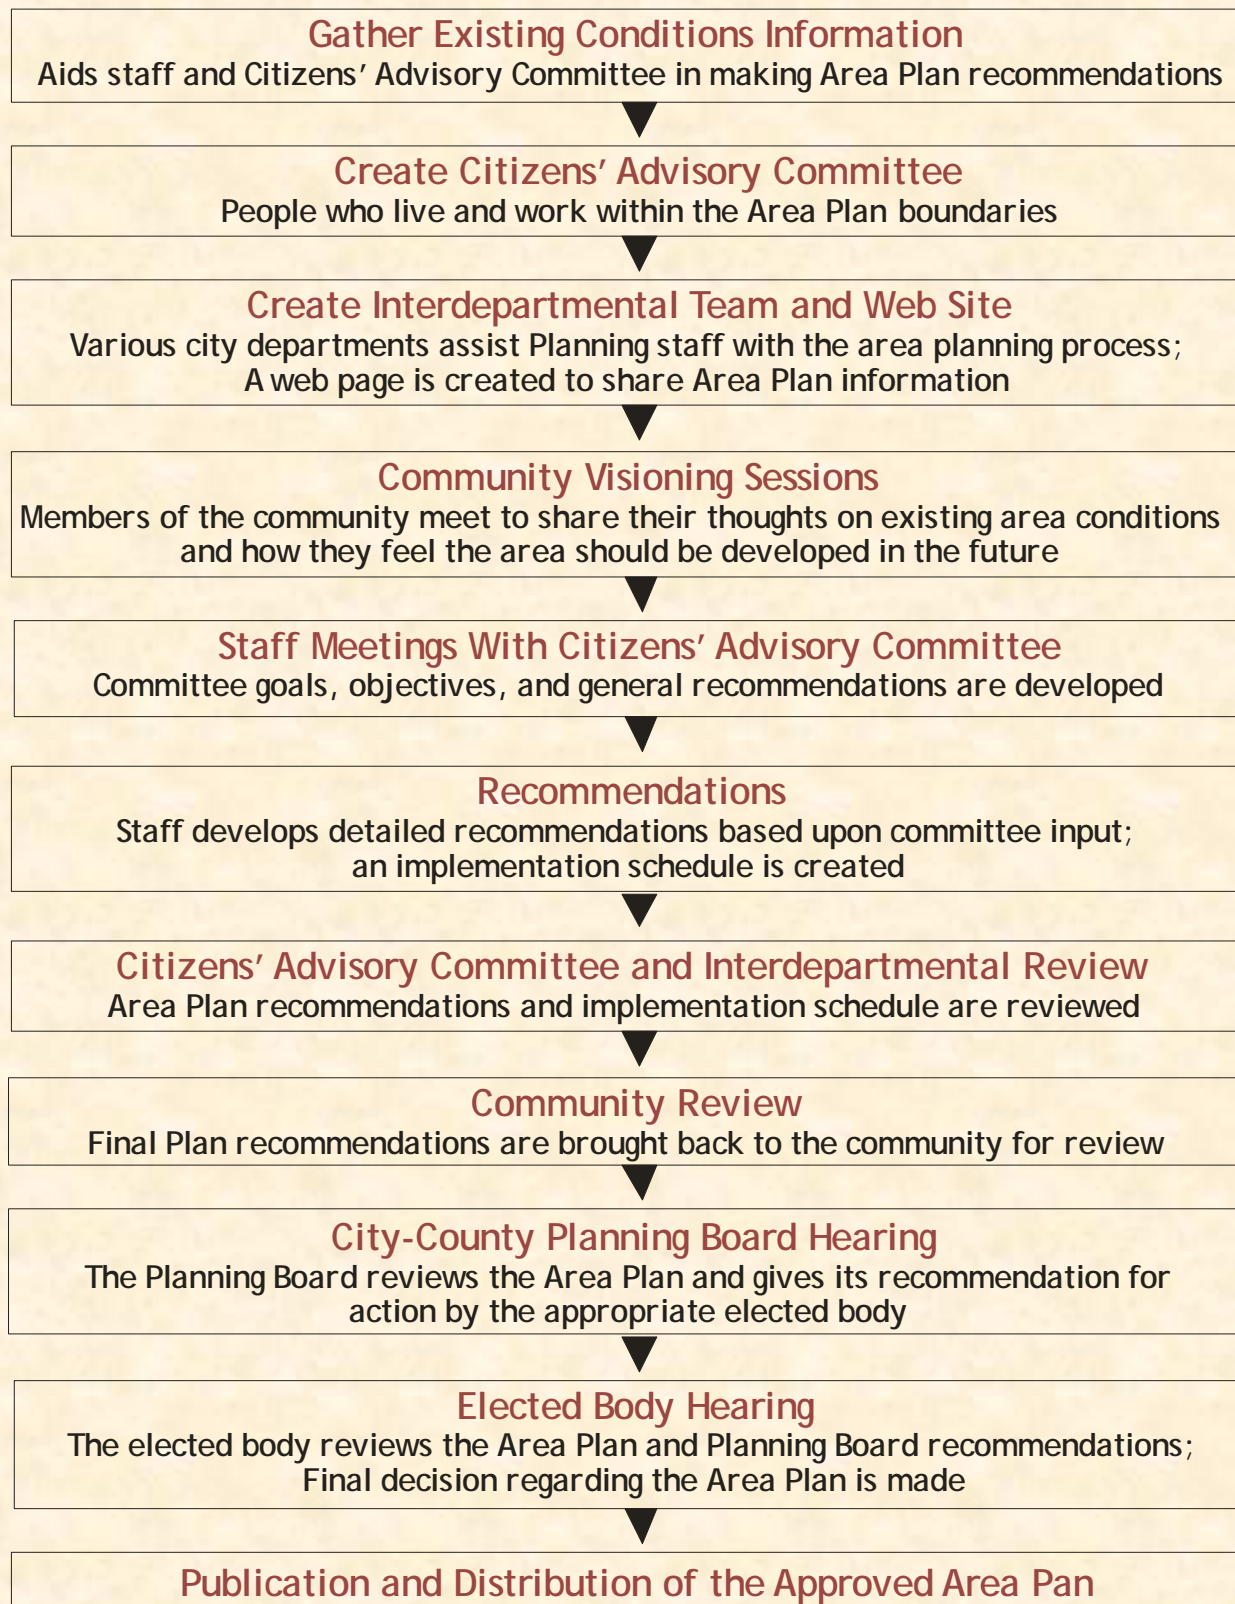 Gather Existing Conditions Information
Aids staff and Citizens' Advisory Committee in making Area Plan recommendations
Create Citizens' Advisory Committee
People who live and work within the Area Plan boundaries
Create Interdepartmental Team and Web Site
Various city departments assist Planning staff with the area planning process;
A web page is created to share Area Plan information
Community Visioning Sessions
Members of the community meet to share their thoughts on existing area conditions
and how they feel the area should be developed in the future
Staff Meetings With Citizens' Advisory Committee
Committee goals, objectives, and general recommendations are developed
Recommendations
Staff develops detailed recommendations based upon committee input;
an implementation schedule is created
Citizens' Advisory Committee and Interdepartmental Review
Area Plan recommendations and implementation schedule are reviewed
Community Review
Final Plan recommendations are brought back to the community for review
City-County Planning Board Hearing
The Planning Board reviews the Area Plan and gives its recommendation for
action by the appropriate elected body
Elected Body Hearing
The elected body reviews the Area Plan and Planning Board recommendations;
Final decision regarding the Area Plan is made
Publication and Distribution of the Approved Area Pan